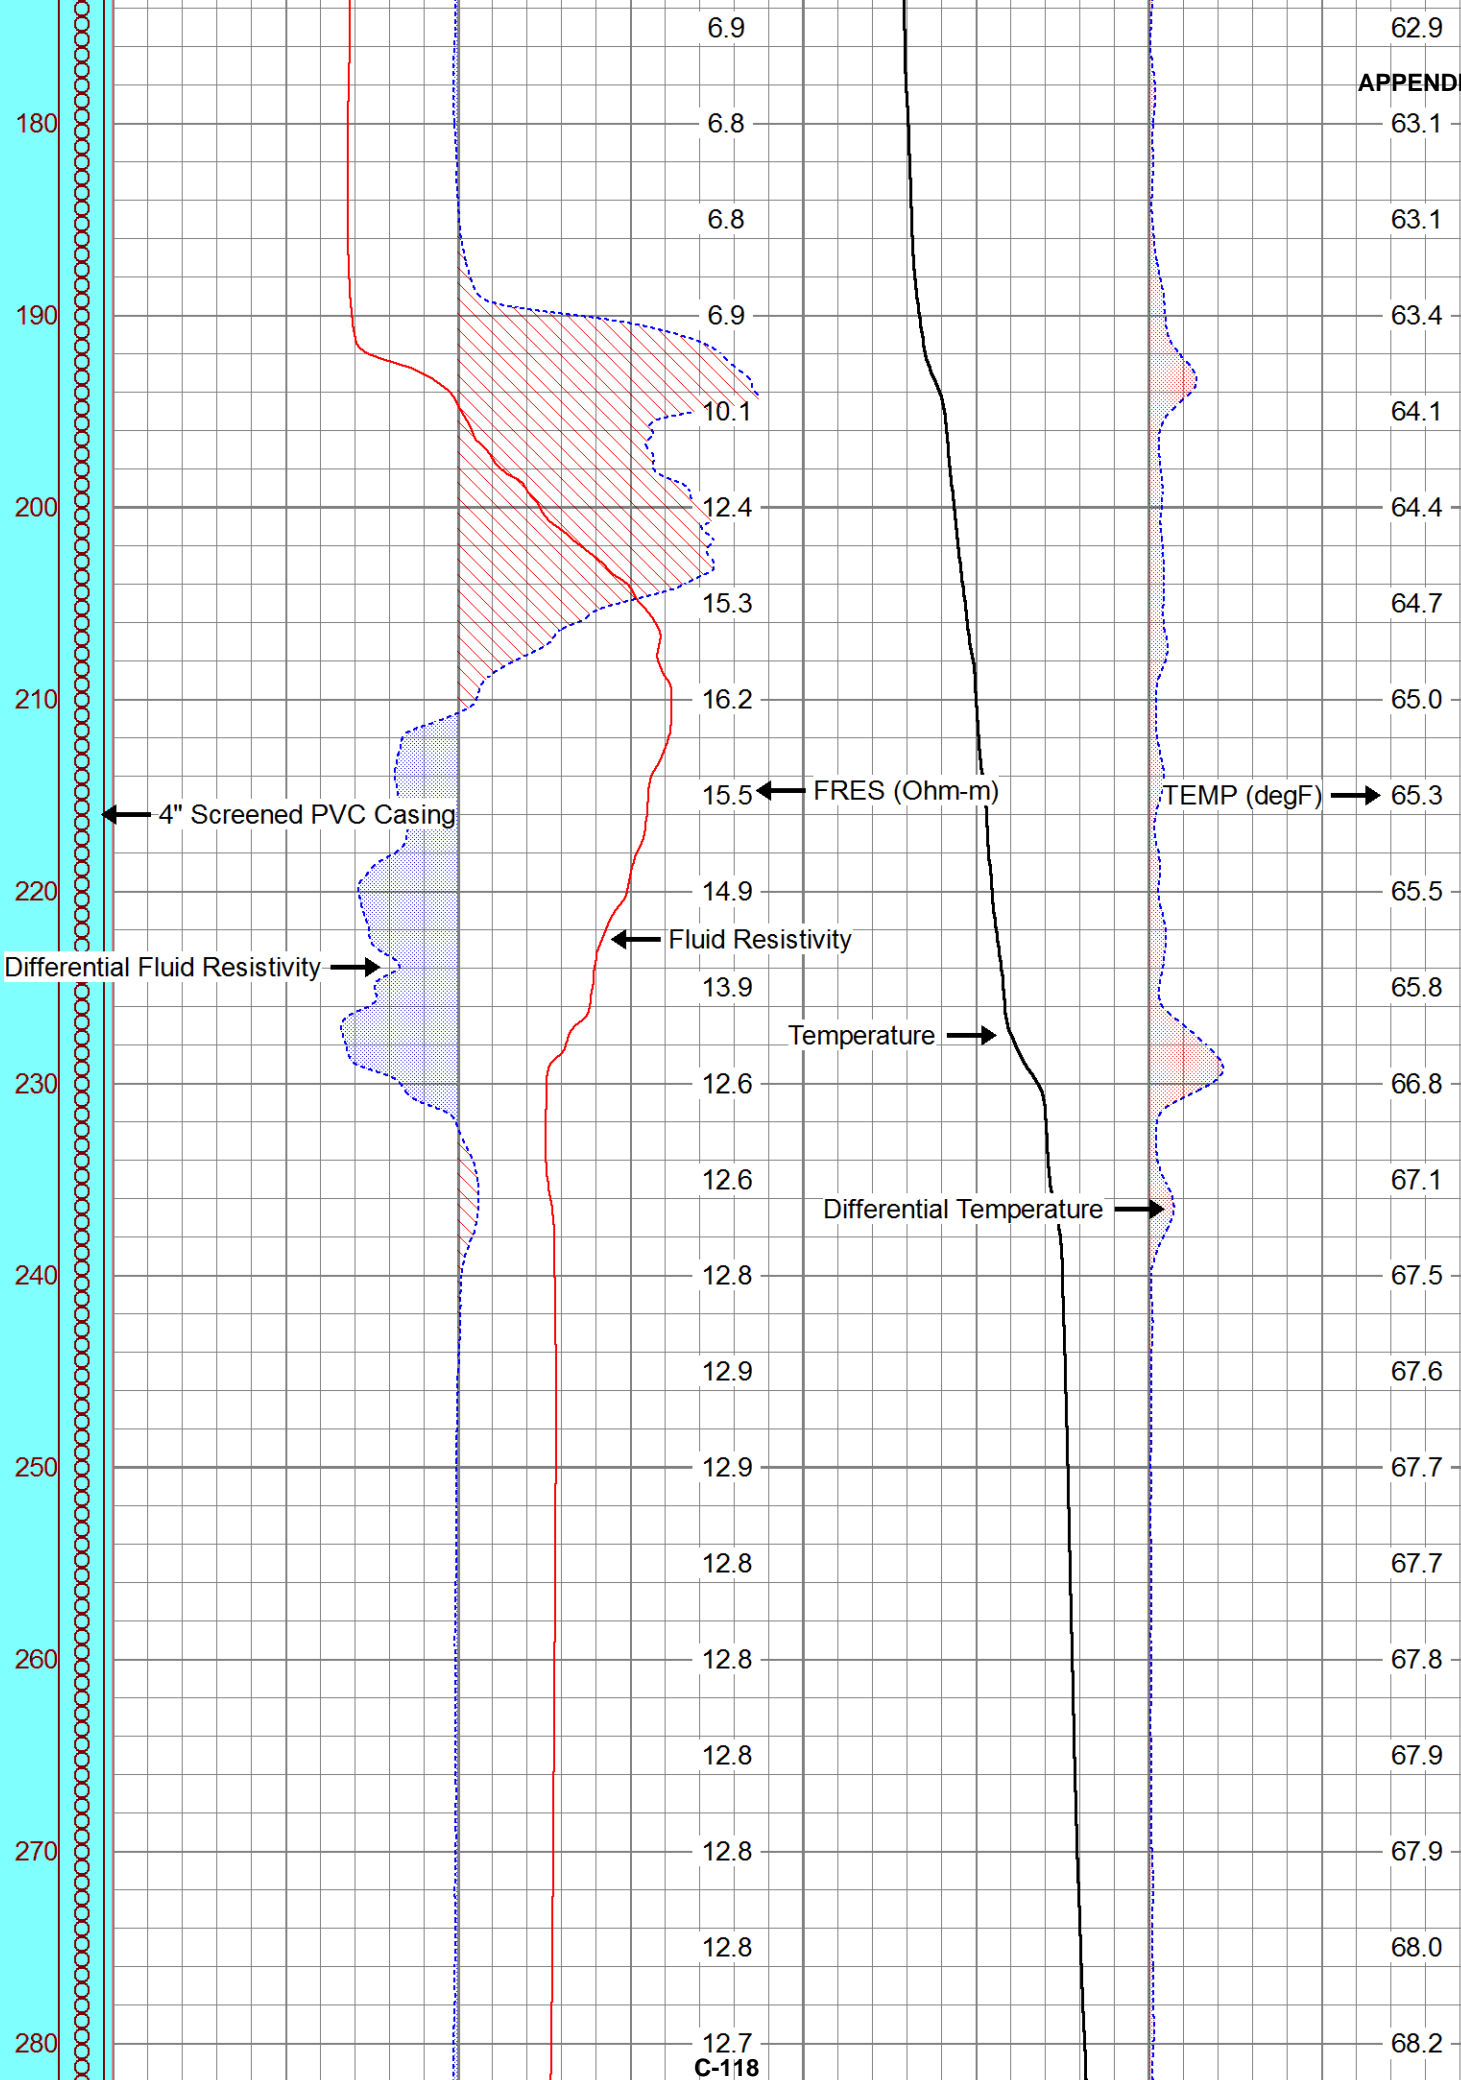 6.9 62.9
APPENDI
180 6.8 63.1
6.8 63.1
190 6.9 63.4
10.1 64.1
200 12.4 64.4
15.3 64.7
210 16.2 65.0
15.5 FRES (Ohm-m) TEMP (degF) 65.3
4" Screened PVC Casing
220 14.9 65.5
Fluid Resistivity
Differential Fluid Resistivity
13.9 65.8
Temperature
230 12.6 66.8
12.6 67.1
Differential Temperature
240 12.8 67.5
12.9 67.6
250 12.9 67.7
12.8 67.7
260 12.8 67.8
12.8 67.9
270 12.8 67.9
12.8 68.0
280 12.7 68.2
C-118